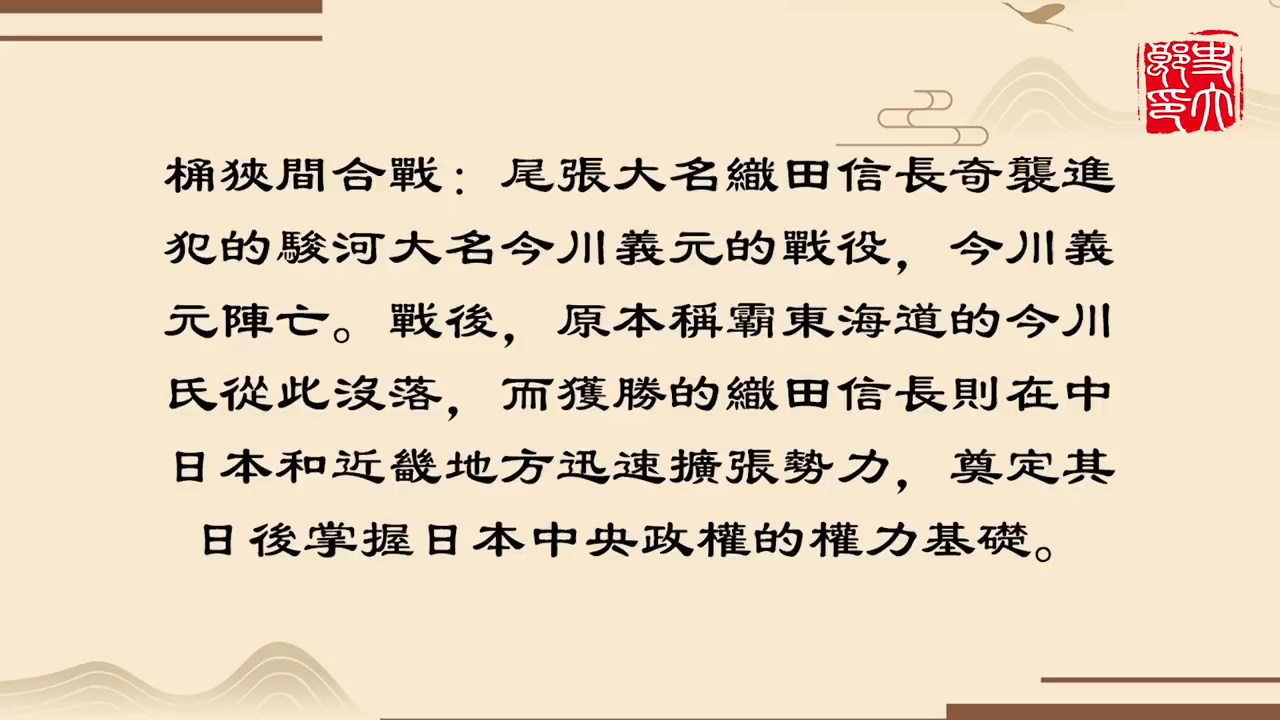 桶狹間合戰：尾張大名織田信長奇襲進
犯的駿河大名今川義元的戰役，今川義
元陣亡。戰後，原本稱霸東海道的今川
氏從此沒落，而獲勝的織田信長則在中
日本和近畿地方迅速擴張勢力，奠定其
日後掌握日本中央政權的權力基礎。